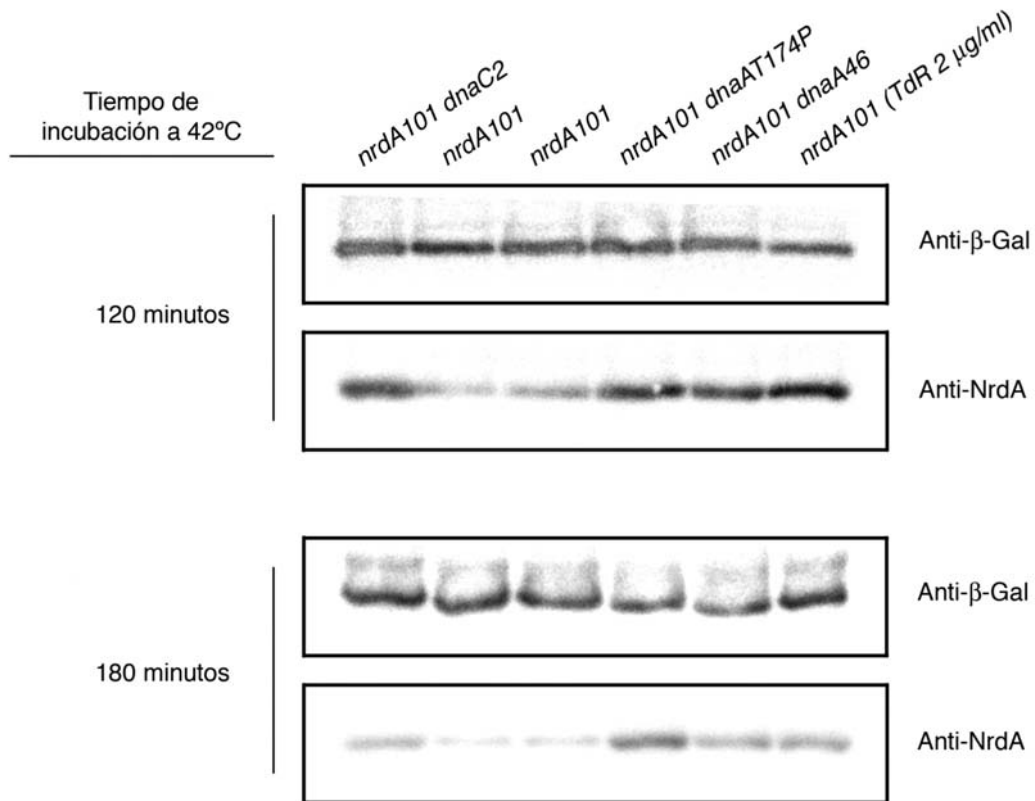 Tiempo de
incubación a 42ºC
nrdA101 dnaC2
nrdA101
nrdA101
nrdA101 dnaAT174P
nrdA101 dnaA46
nrdA101 (TdR 2 µg/ml)
120 minutos
Anti-β-Gal
Anti-NrdA
180 minutos
Anti-β-Gal
Anti-NrdA